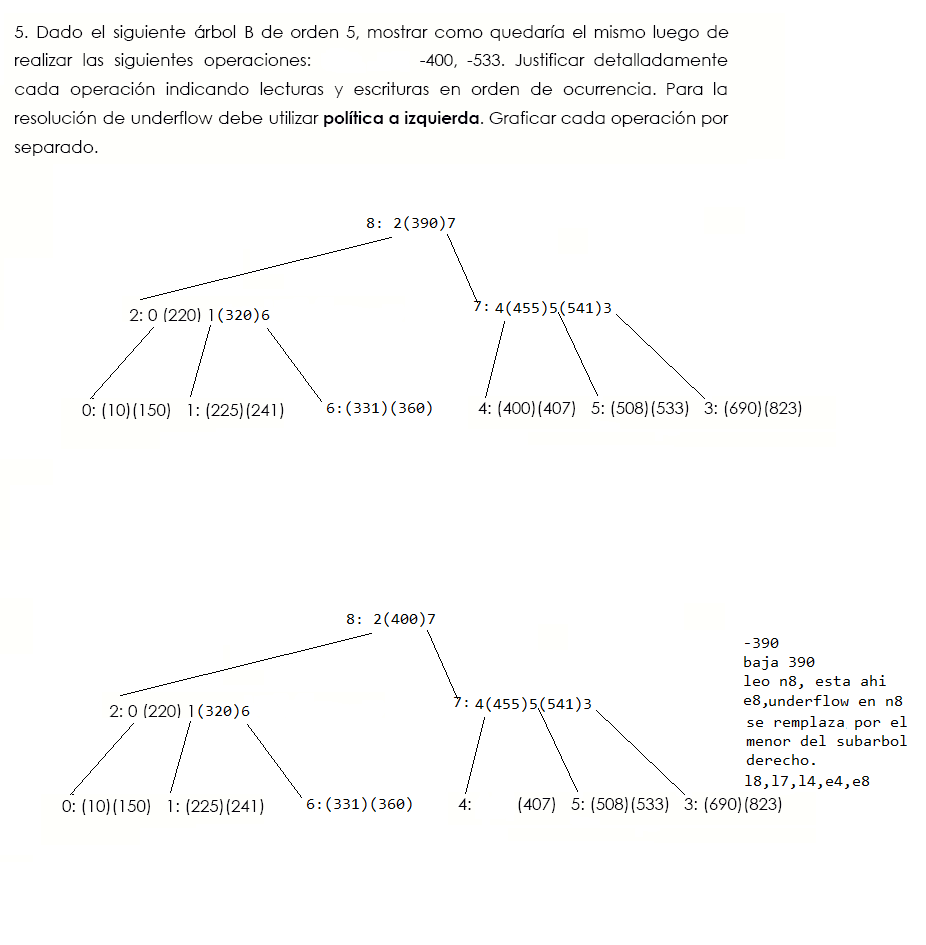 5. Dado el siguiente árbol B de orden 5, mostrar como quedaría el mismo luego de
realizar las siguientes operaciones: -400, -533. Justificar detalladamente
cada operación indicando lecturas y escrituras en orden de ocurrencia. Para la
resolución de underflow debe utilizar política a izquierda. Graficar cada operación por
separado.
8: 2(390)7
2: 0 (220) 1(320)6
7: 4(455)5(541)3
0: (10)(150) 1: (225)(241) 6:(331)(360) 4: (400)(407) 5: (508)(533) 3: (690)(823)
8: 2(400)7
2: 0 (220) 1(320)6
7: 4(455)5(541)3
0: (10)(150) 1: (225)(241) 6:(331)(360) 4: (407) 5: (508)(533) 3: (690)(823)
-390
baja 390
leo n8, esta ahi
e8,underflow en n8
se remplaza por el
menor del subarbol
derecho.
l8,l7,l4,e4,e8